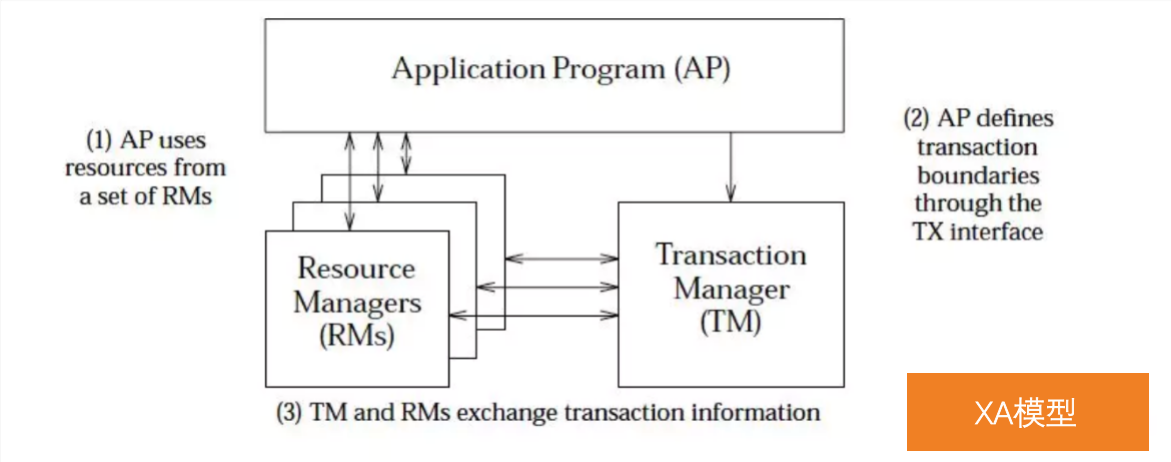 Application Program (AP)
(1) AP uses
resources from
a set of RMs
(2) AP defines
transaction
boundaries
through the
TX interface
Resource
Managers
(RMs)
Transaction
Manager
(TM)
(3) TM and RMs exchange transaction information
XA模型